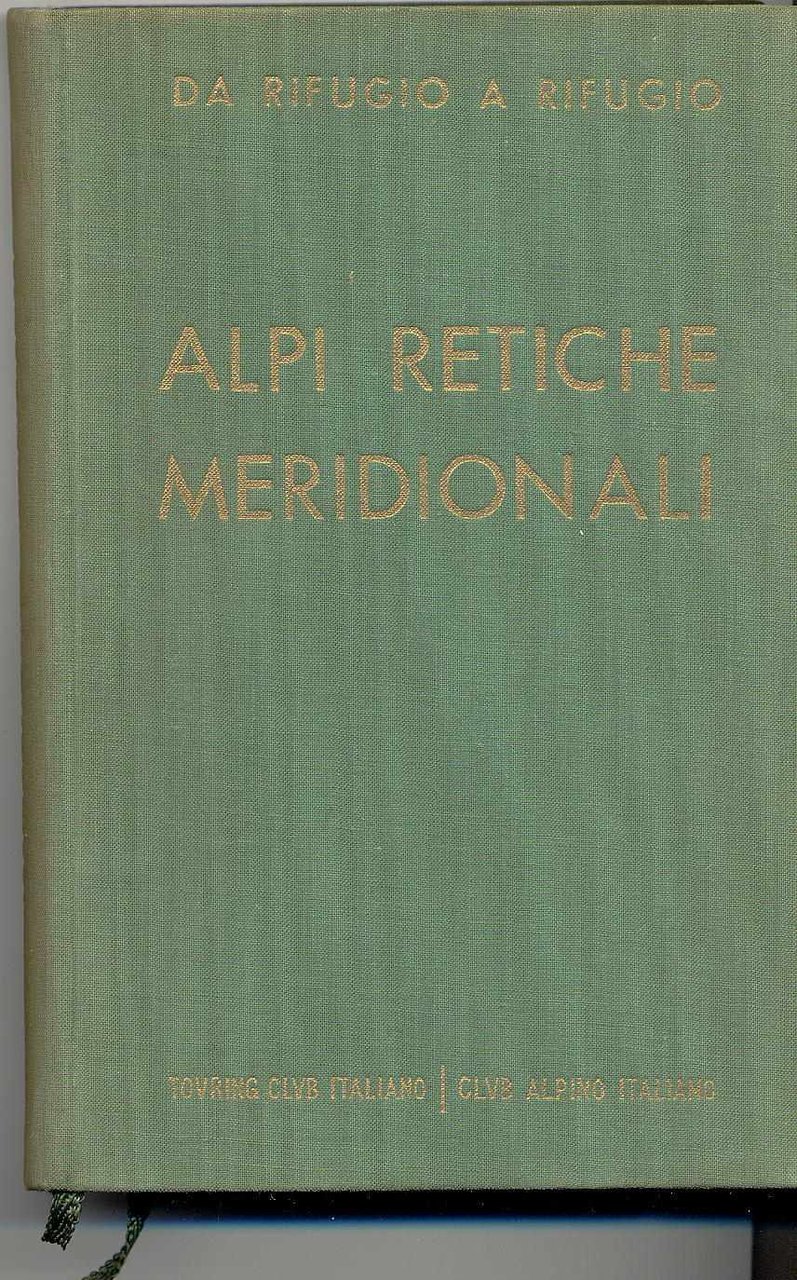 DA RIFUGIO A RIFUGIO
ALPI RETICHE
MERIDIONALI
TOVRING CLVB ITALIANO | CLVB ALPINO ITALIANO